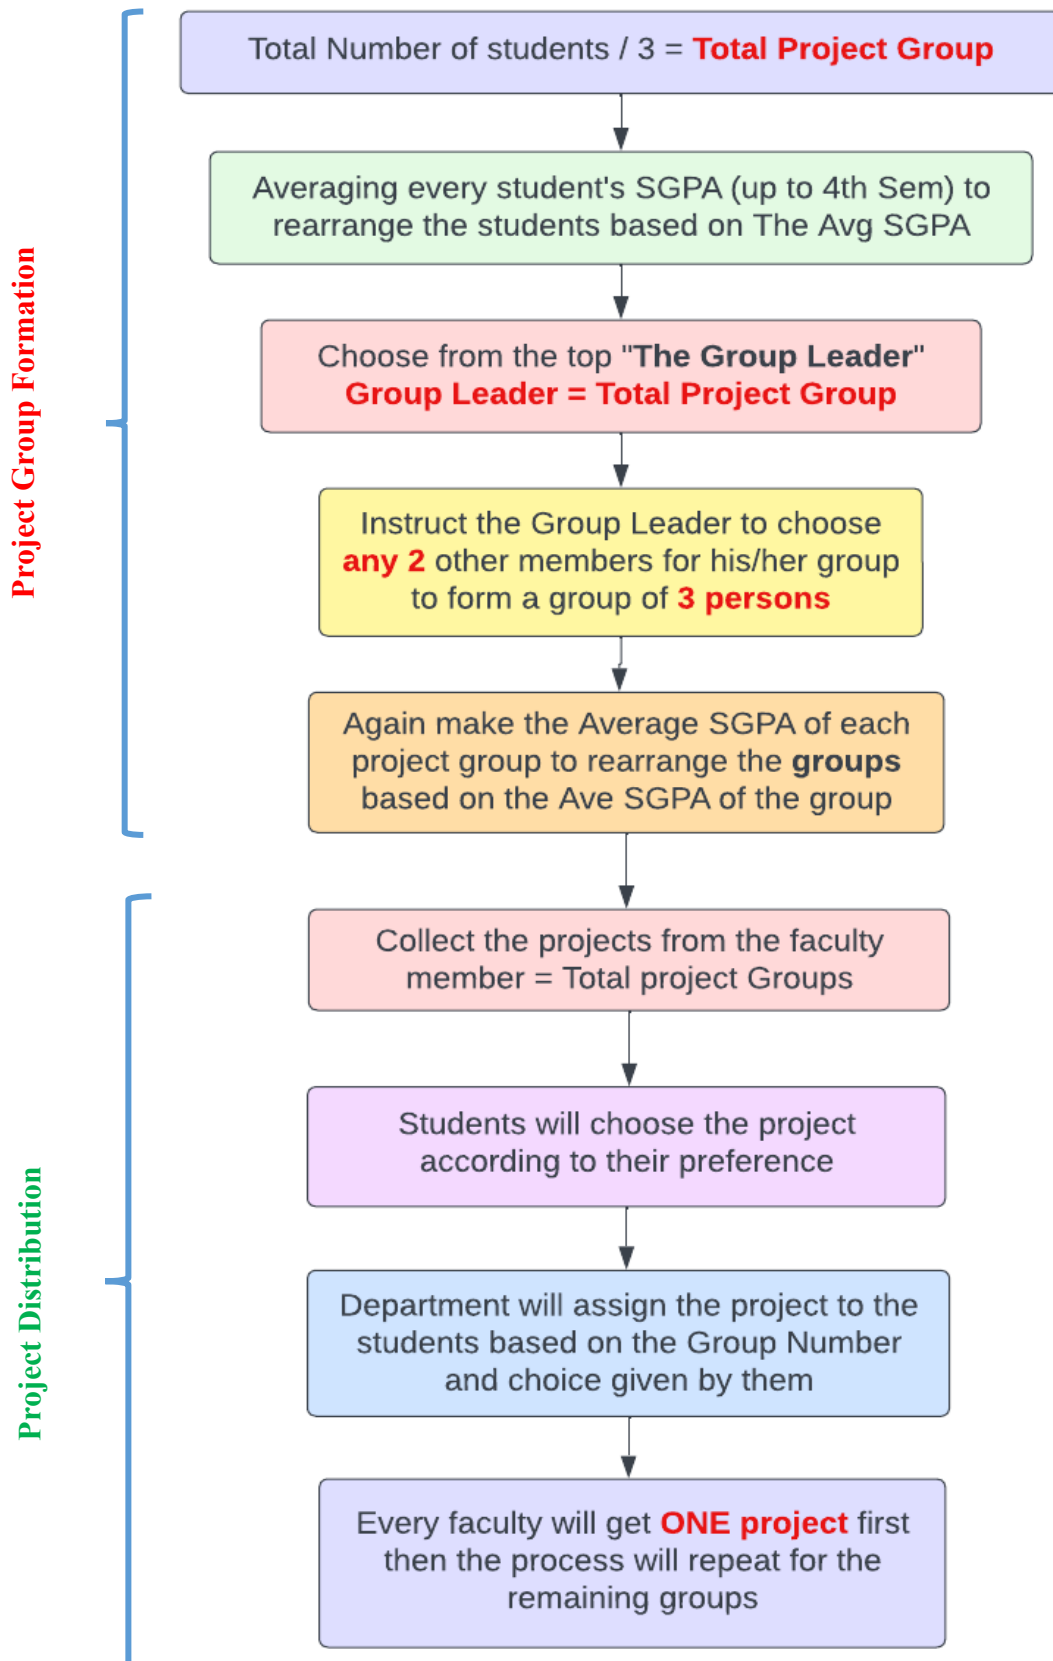 Project Group Formation
Total Number of students / 3 = Total Project Group
Averaging every student's SGPA (up to 4th Sem) to
rearrange the students based on The Avg SGPA
Choose from the top "The Group Leader"
Group Leader = Total Project Group
Instruct the Group Leader to choose
any 2 other members for his/her group
to form a group of 3 persons
Again make the Average SGPA of each
project group to rearrange the groups
based on the Ave SGPA of the group
Project Distribution
Collect the projects from the faculty
member = Total project Groups
Students will choose the project
according to their preference
Department will assign the project to the
students based on the Group Number
and choice given by them
Every faculty will get ONE project first
then the process will repeat for the
remaining groups